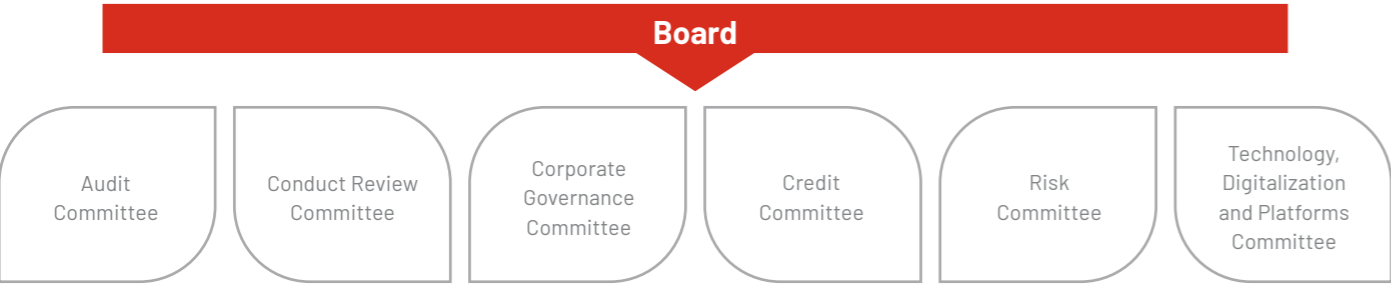 Board
Audit
Committee
Conduct Review
Committee
Corporate
Governance
Committee
Credit
Committee
Risk
Committee
Technology,
Digitalization
and Platforms
Committee